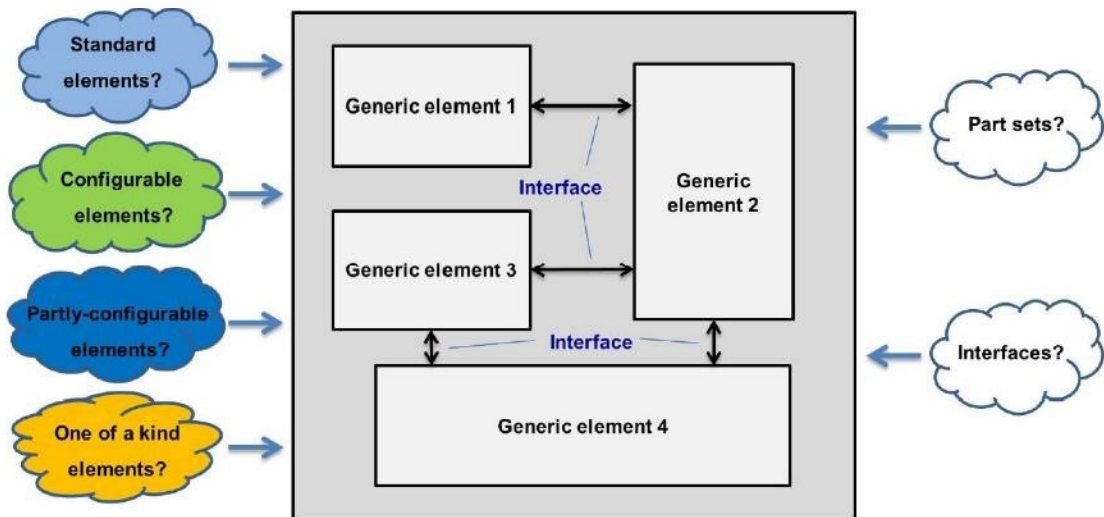 Standard
elements?
Configurable
elements?
Partly-configurable
elements?
One of a kind
elements?
Generic element 1
Interface
Generic
element 2
Generic element 3
Interface
Generic element 4
Part sets?
Interfaces?